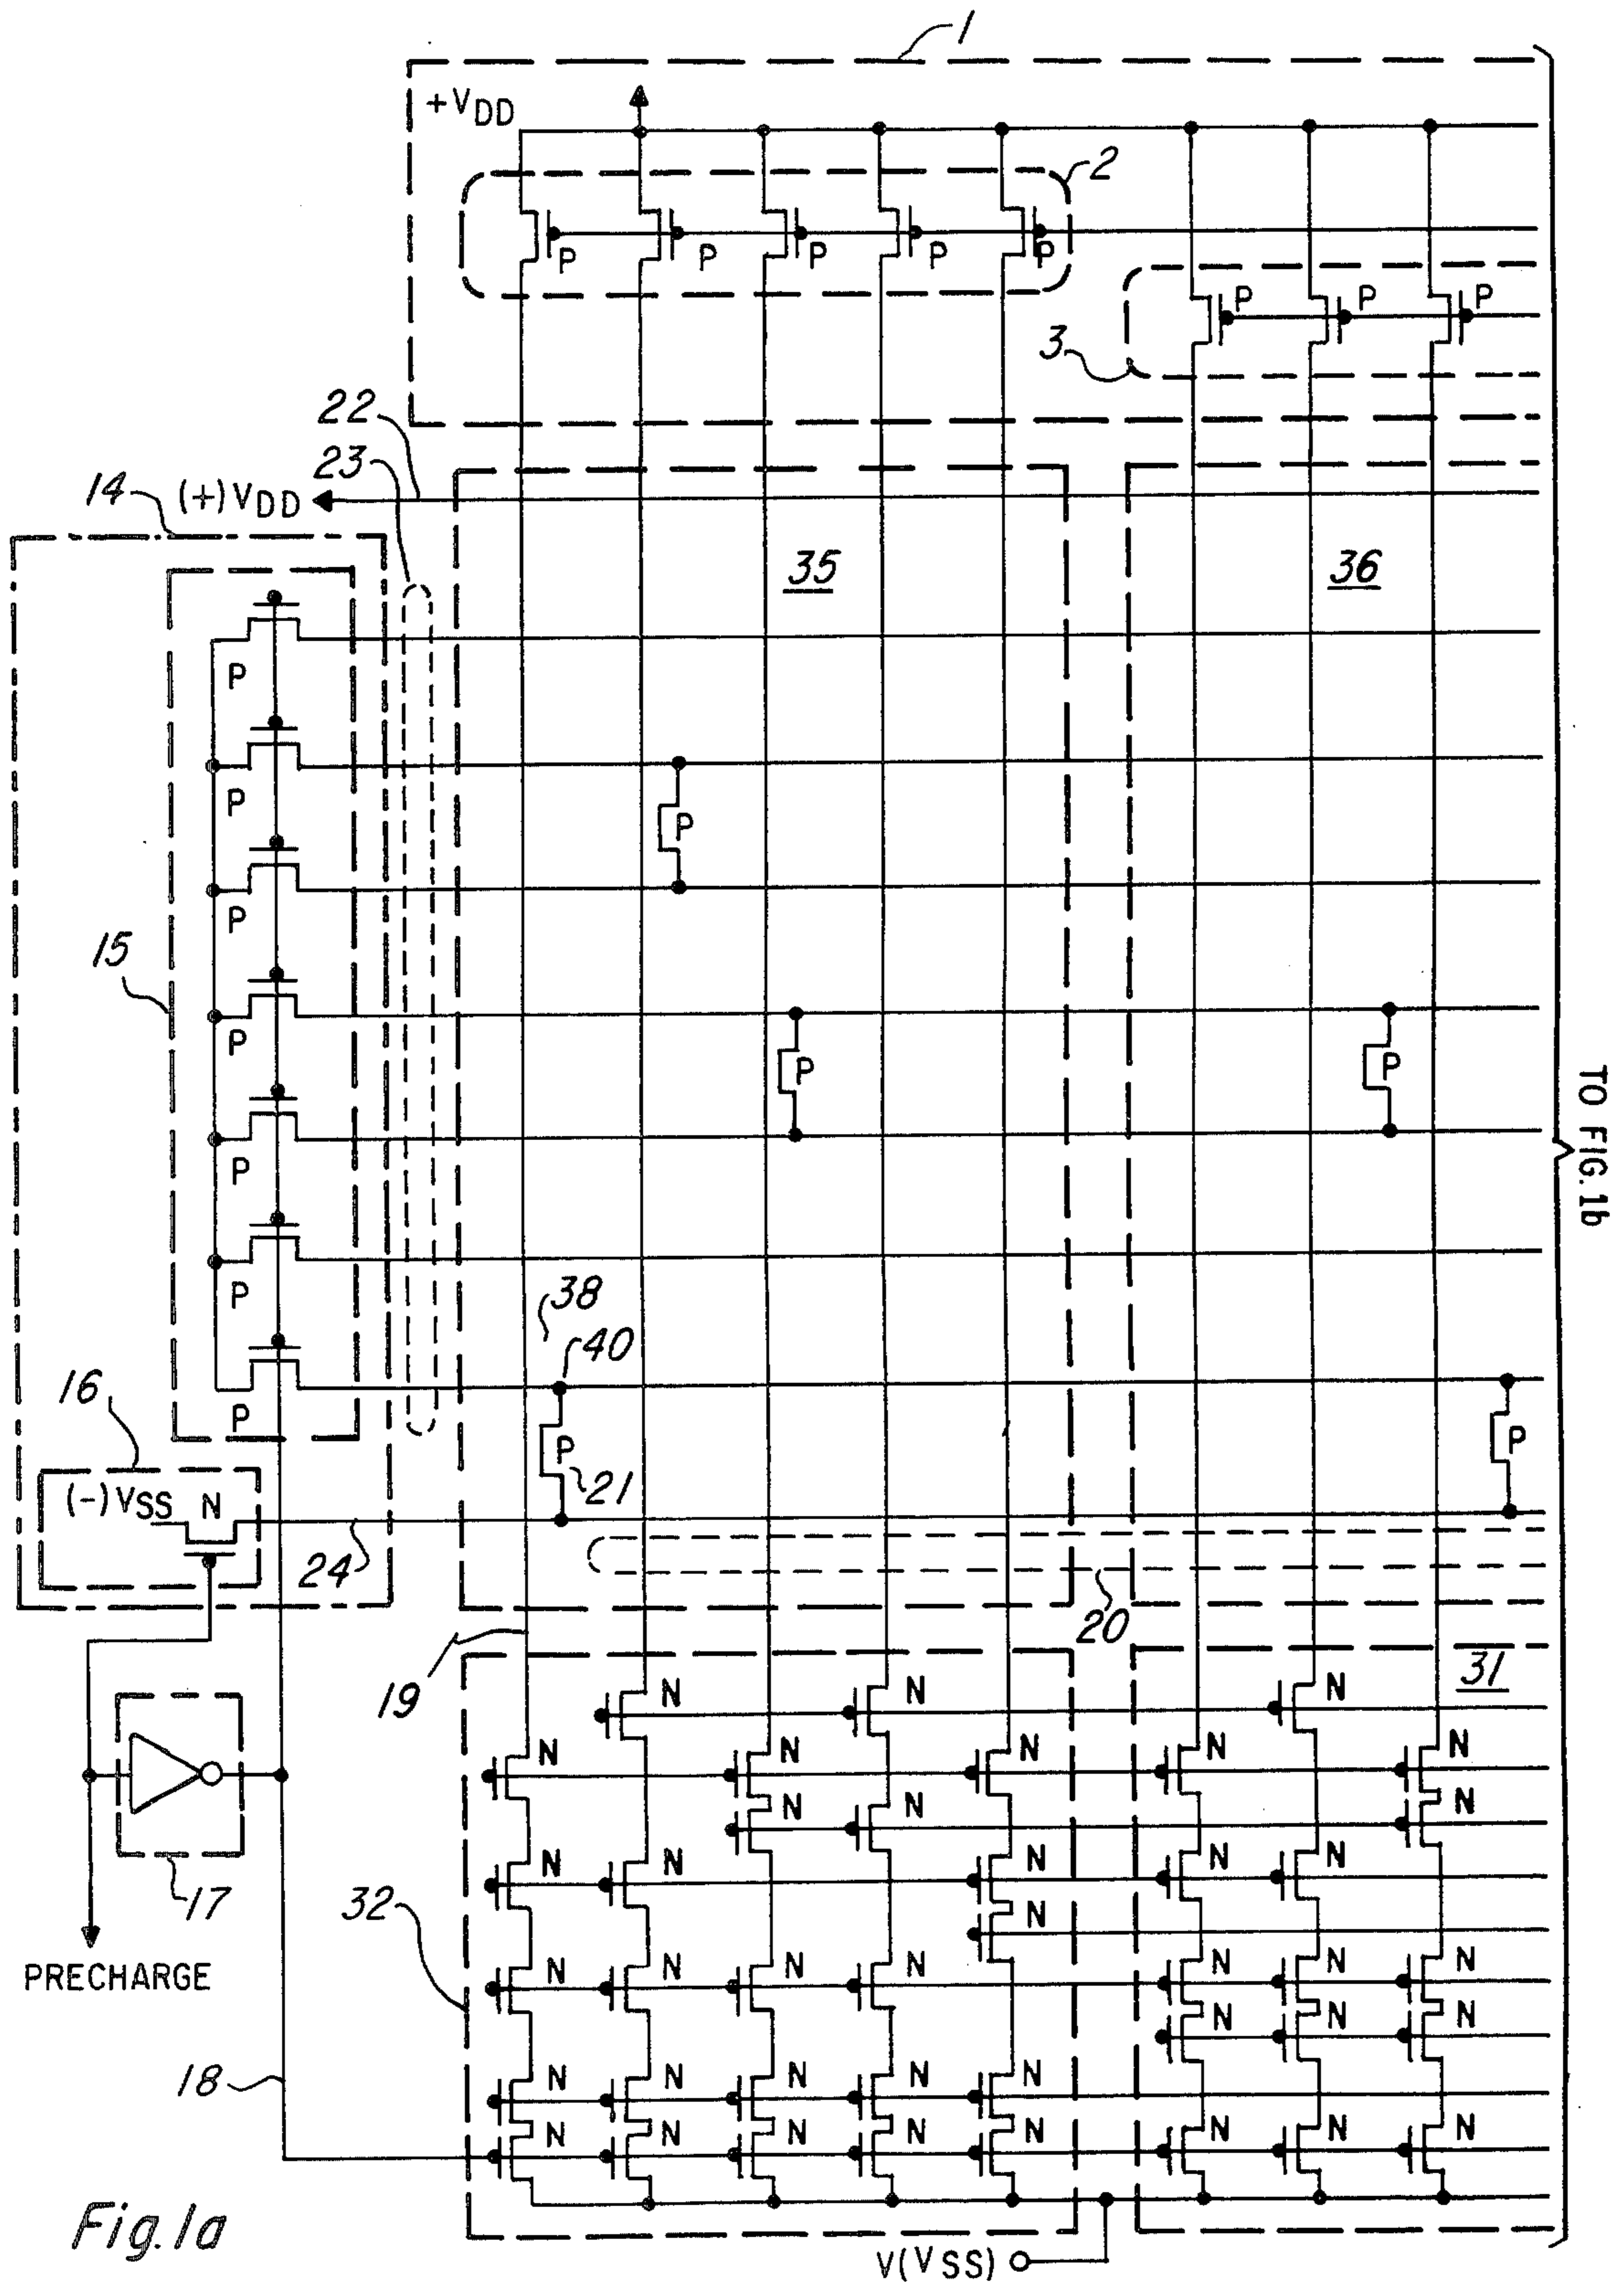 1
+VDD
2
P P P P P
P P P
3
22
23
14
(+)VDD
35
36
P
P
P
P
15
P
P
P
TO FIG.1b
P
P
38
40
16
P
P
P
21
(-)VSS N
24
20
19
31
N N N
N N N N N
N N N
N N N N N
32
N
17
PRECHARGE
N N N N N N N
N N N
18
N N N N N
N N N N N N N N
Fig.1a
V(VSS)